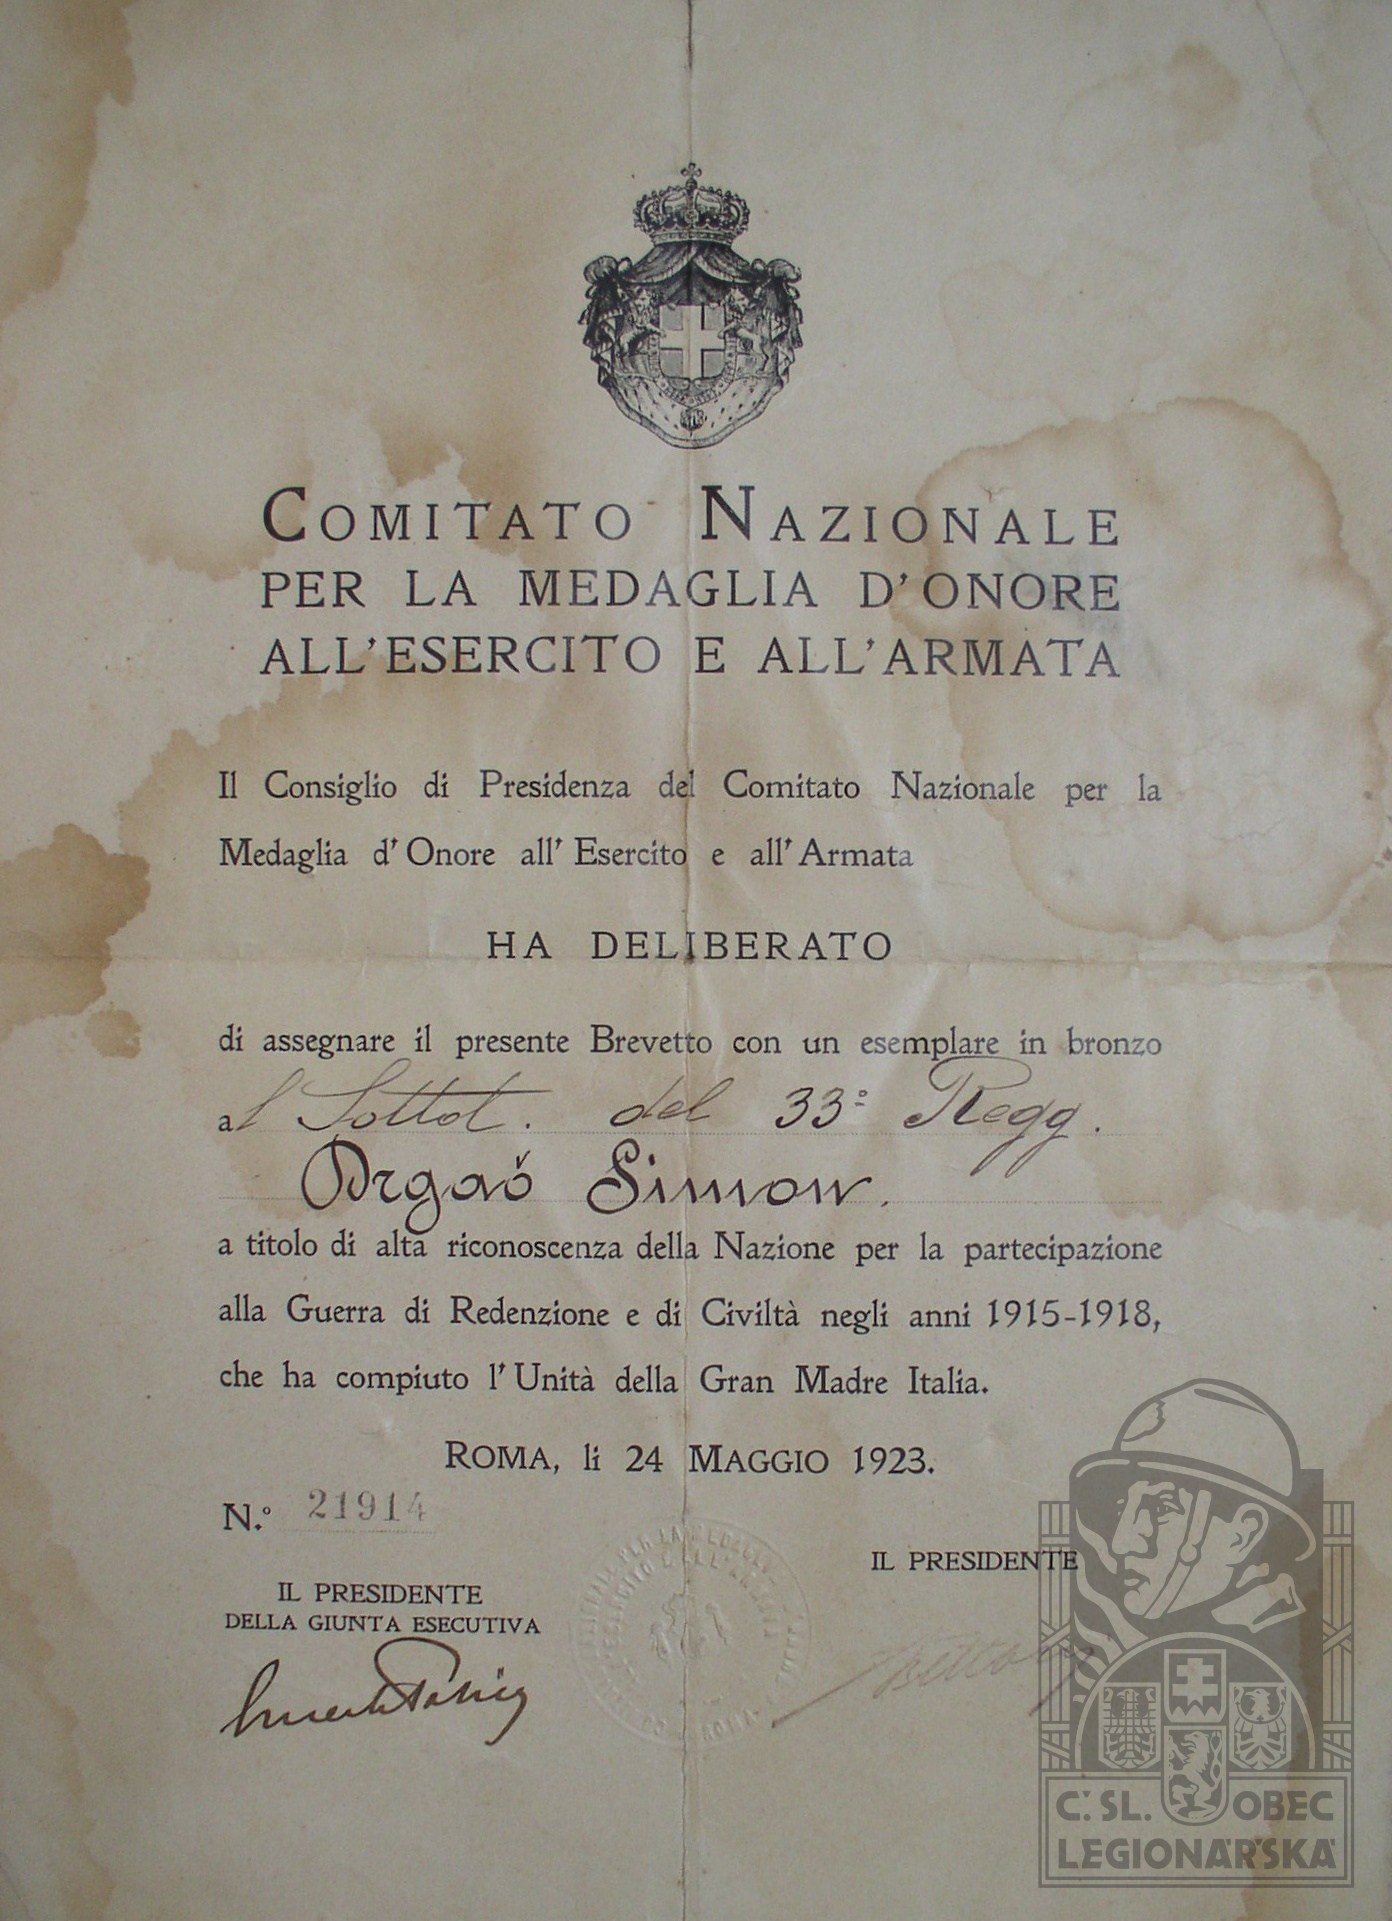 COMITATO NAZIONALE
PER LA MEDAGLIA D'ONORE
ALL'ESERCITO E ALL'ARMATA
Il Consiglio di Presidenza del Comitato Nazionale per la
Medaglia d'Onore all'Esercito e all'Armata
HA DELIBERATO
di assegnare il presente Brevetto con un esemplare in bronzo
al Sottot. del 33º Regg.
Orgoň Simon.
a titolo di alta riconoscenza della Nazione per la partecipazione
alla Guerra di Redenzione e di Civiltà negli anni 1915-1918,
che ha compiuto l'Unità della Gran Madre Italia.
ROMA, li 24 MAGGIO 1923.
N.º 21914
IL PRESIDENTE
DELLA GIUNTA ESECUTIVA
IL PRESIDENTE
Č. SL. OBEC
LEGIONÁŘSKÁ